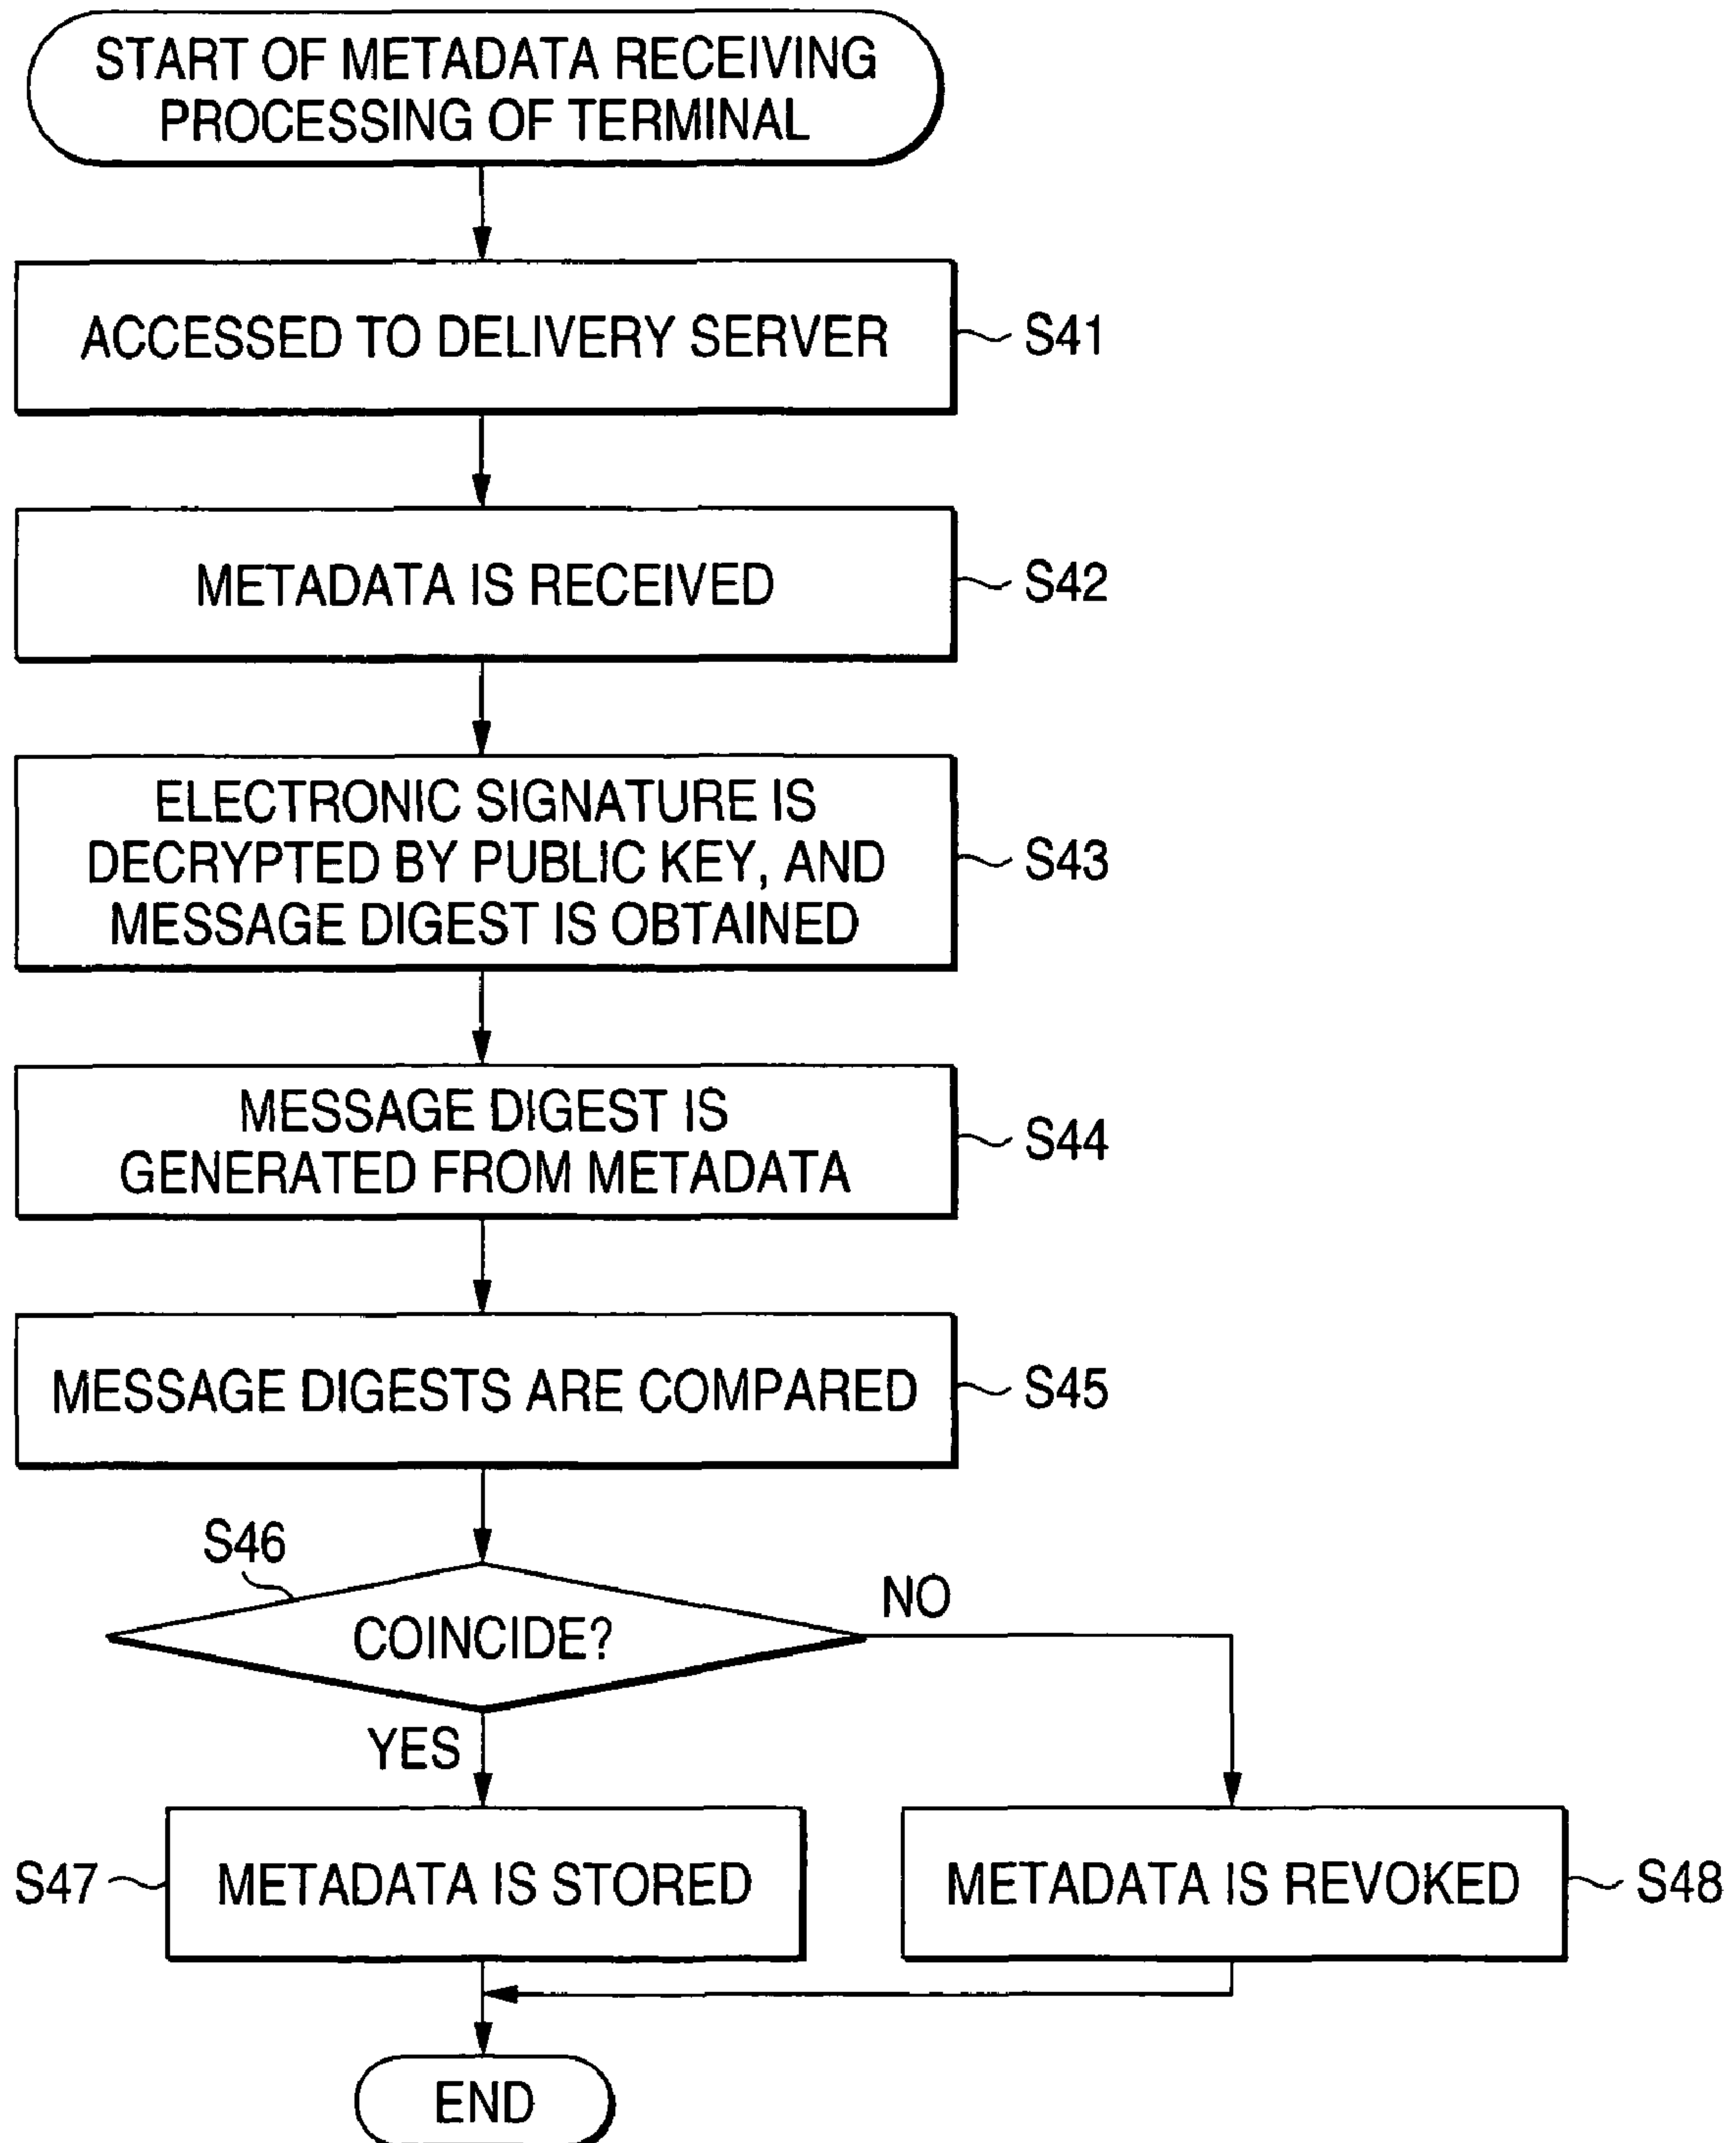 START OF METADATA RECEIVING
PROCESSING OF TERMINAL
ACCESSED TO DELIVERY SERVER
S41
METADATA IS RECEIVED
S42
ELECTRONIC SIGNATURE IS
DECRYPTED BY PUBLIC KEY, AND
MESSAGE DIGEST IS OBTAINED
S43
MESSAGE DIGEST IS
GENERATED FROM METADATA
S44
MESSAGE DIGESTS ARE COMPARED
S45
S46
COINCIDE?
NO
YES
S47
METADATA IS STORED
METADATA IS REVOKED
S48
END